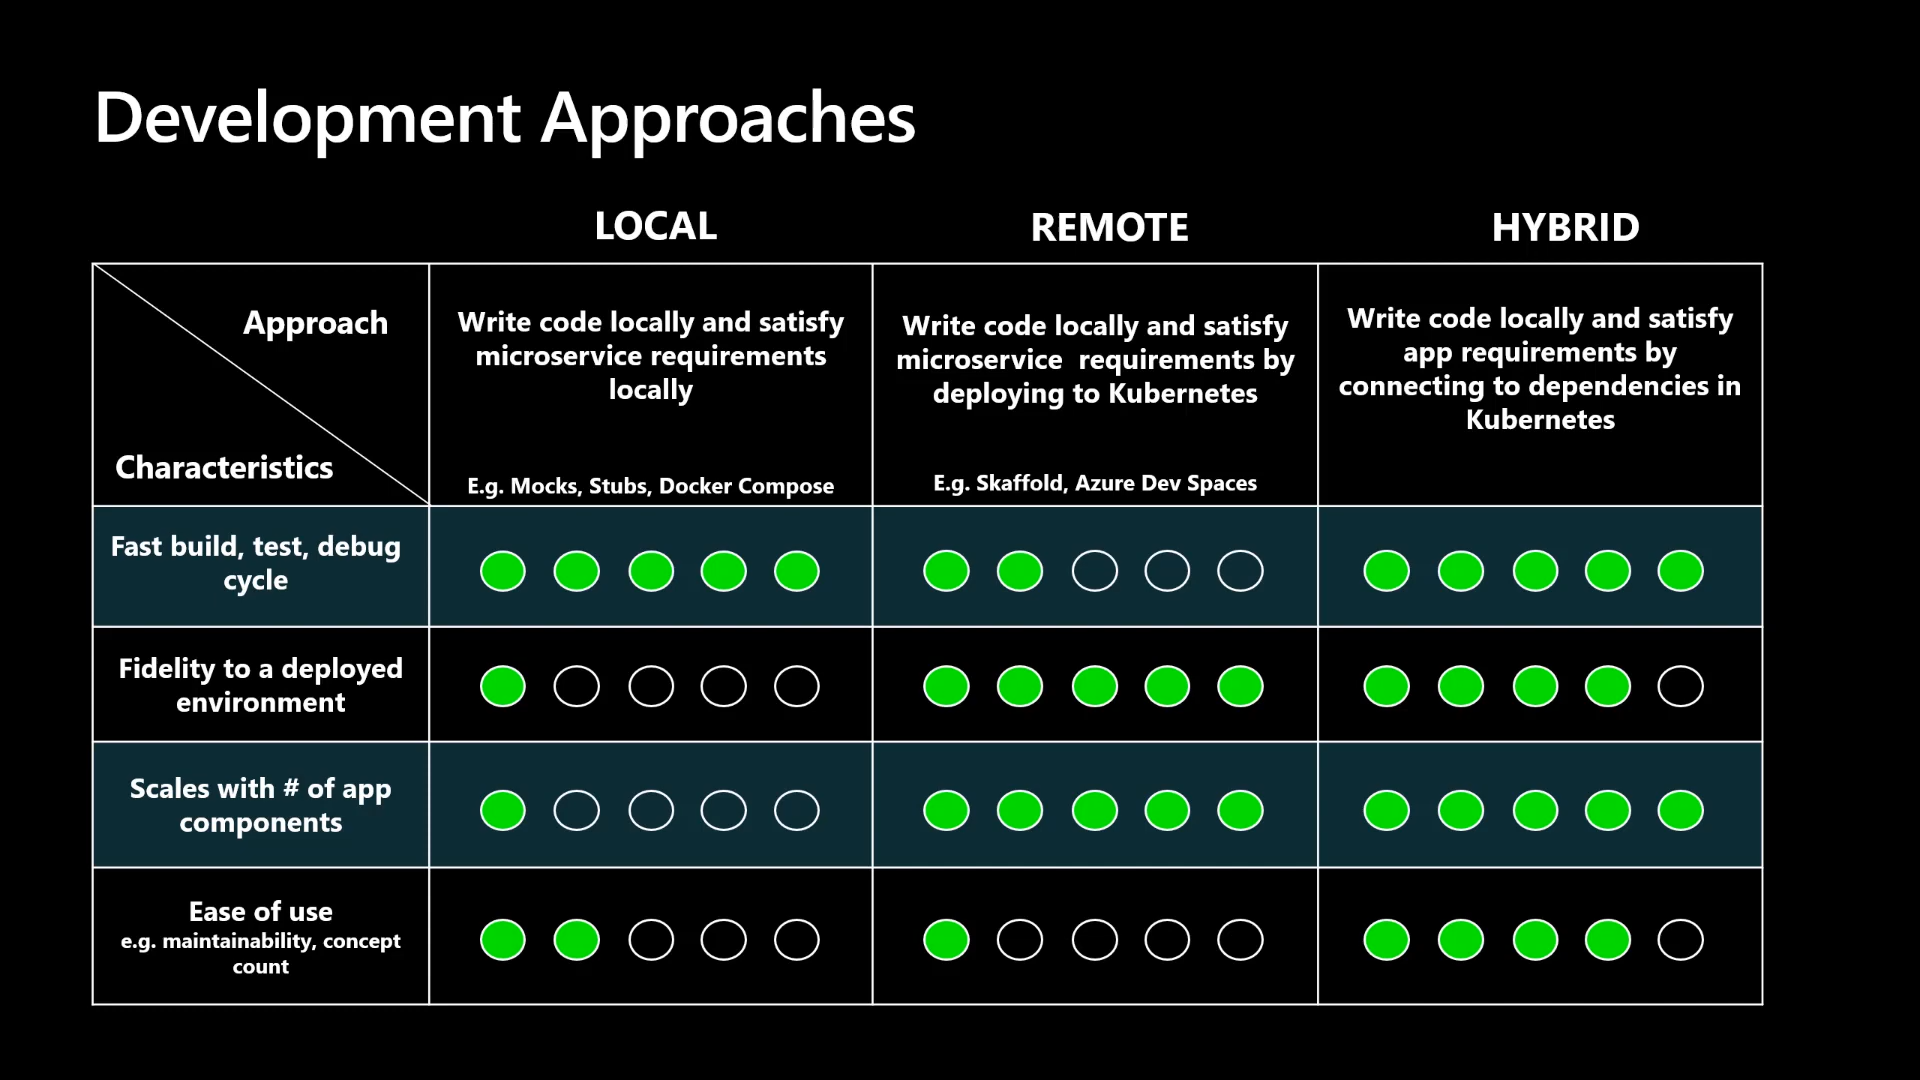 Development Approaches
LOCAL
REMOTE
HYBRID
Approach
Characteristics
Write code locally and satisfy
microservice requirements
locally
E.g. Mocks, Stubs, Docker Compose
Write code locally and satisfy
microservice  requirements by
deploying to Kubernetes
E.g. Skaffold, Azure Dev Spaces
Write code locally and satisfy
app requirements by
connecting to dependencies in
Kubernetes
Fast build, test, debug
cycle
Fidelity to a deployed
environment
Scales with # of app
components
Ease of use
e.g. maintainability, concept
count